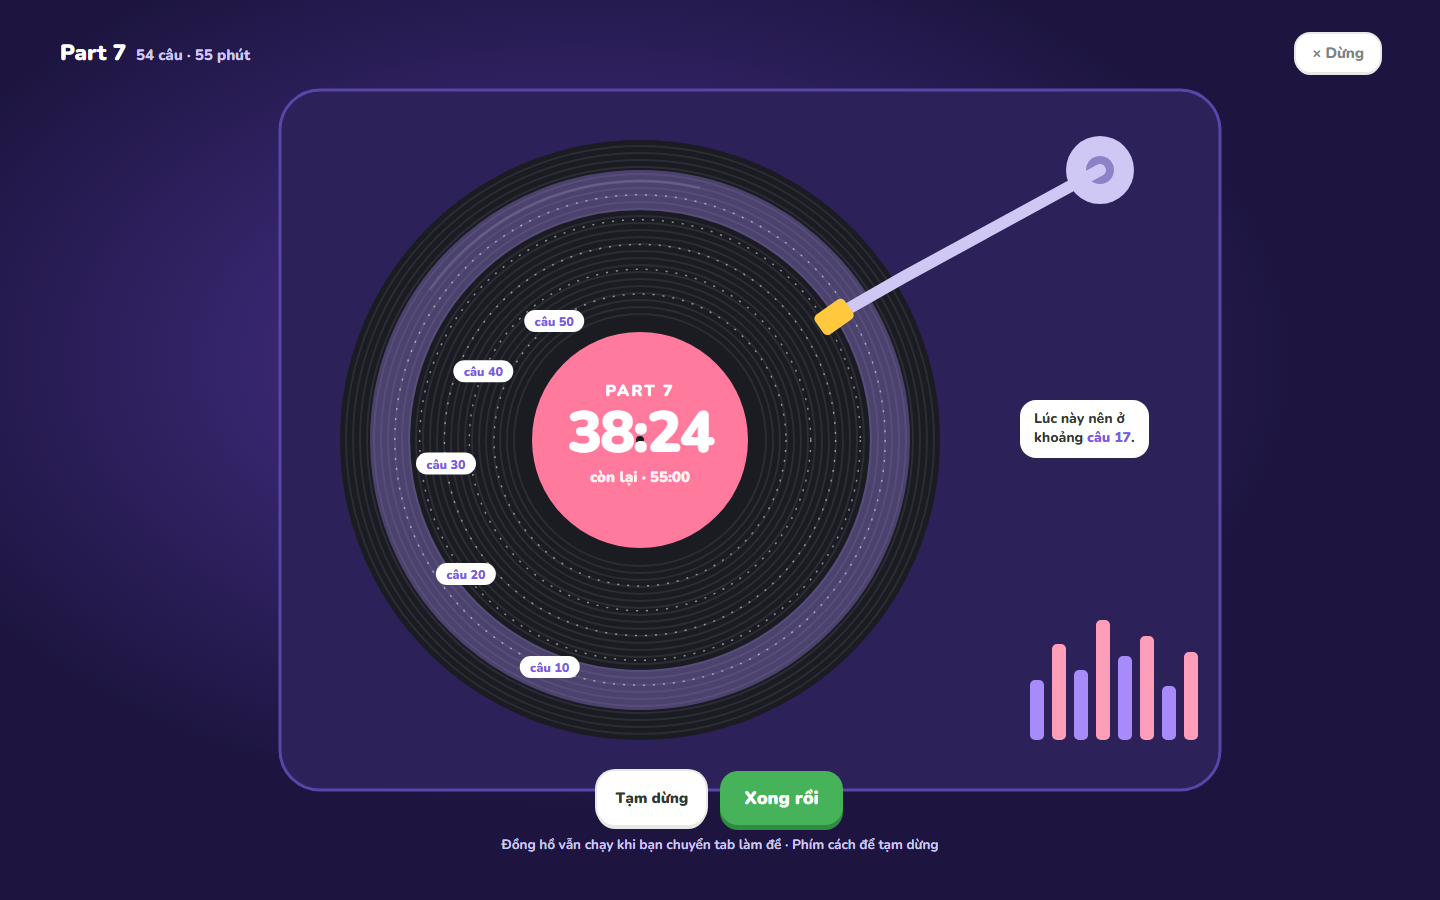 Part 7 54 câu · 55 phút
× Dừng
câu 50
câu 40
câu 30
câu 20
câu 10
PART 7
38:24
còn lại · 55:00
Lúc này nên ở
khoảng câu 17.
Tạm dừng
Xong rồi
Đồng hồ vẫn chạy khi bạn chuyển tab làm đề · Phím cách để tạm dừng